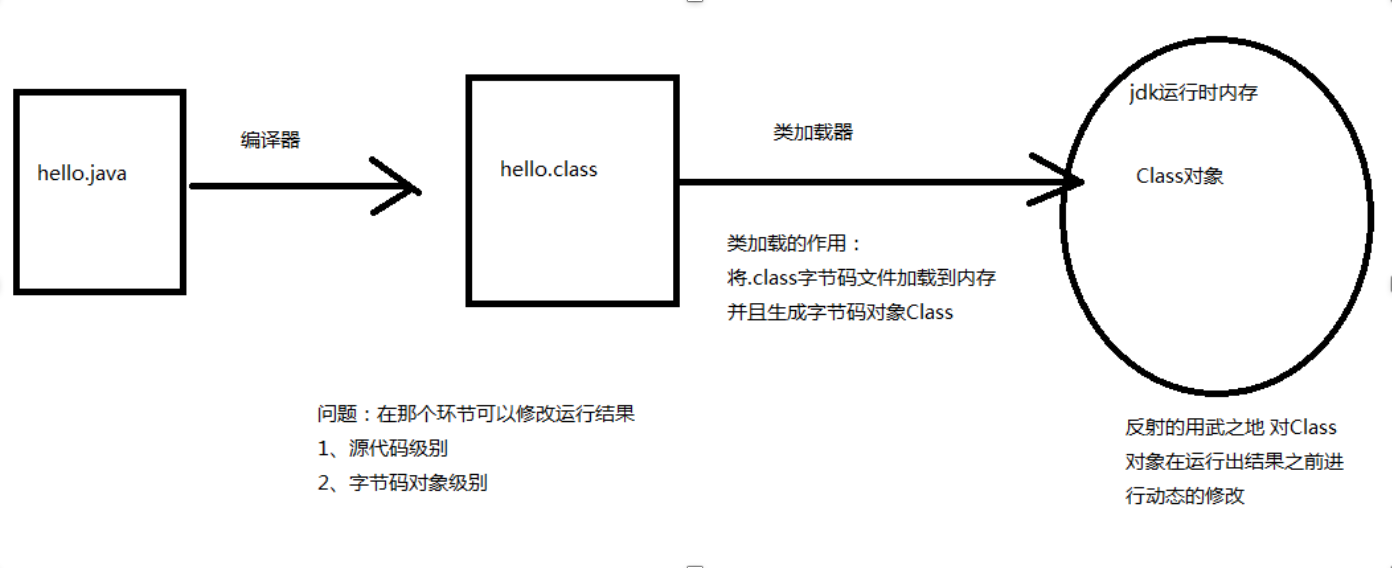 hello.java
编译器
hello.class
类加载器
类加载的作用：
将.class字节码文件加载到内存
并且生成字节码对象Class
jdk运行时内存
Class对象
问题：在那个环节可以修改运行结果
1、源代码级别
2、字节码对象级别
反射的用武之地 对Class
对象在运行出结果之前进
行动态的修改